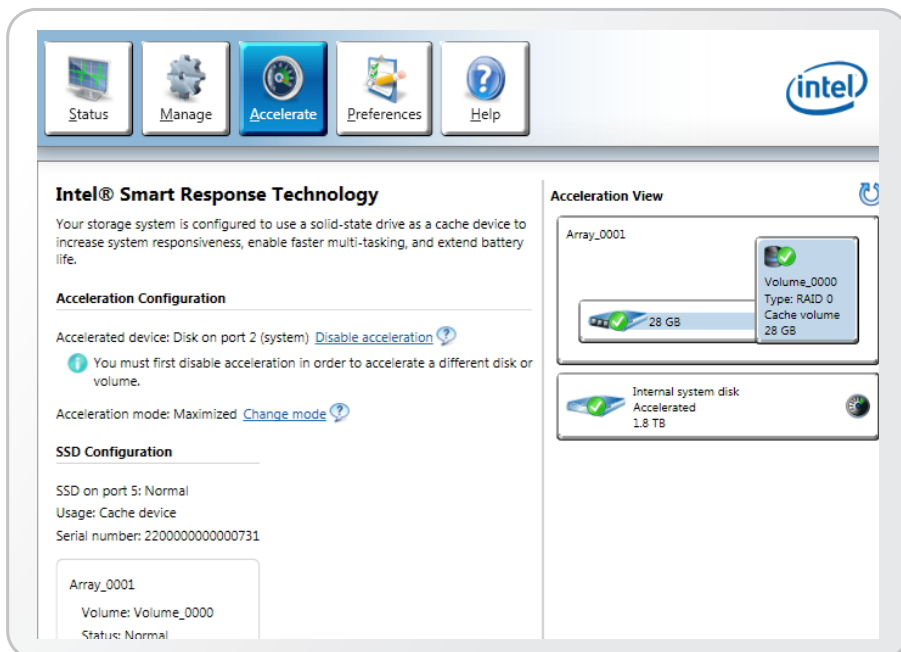 Status
Manage
Accelerate
Preferences
Help
intel
Intel® Smart Response Technology
Your storage system is configured to use a solid-state drive as a cache device to
increase system responsiveness, enable faster multi-tasking, and extend battery
life.
Acceleration Configuration
Accelerated device: Disk on port 2 (system) Disable acceleration
You must first disable acceleration in order to accelerate a different disk or
volume.
Acceleration mode: Maximized Change mode
SSD Configuration
SSD on port 5: Normal
Usage: Cache device
Serial number: 2200000000000731
Array_0001
Volume: Volume_0000
Status: Normal
Acceleration View
Array_0001
28 GB
Volume_0000
Type: RAID 0
Cache volume
28 GB
Internal system disk
Accelerated
1.8 TB